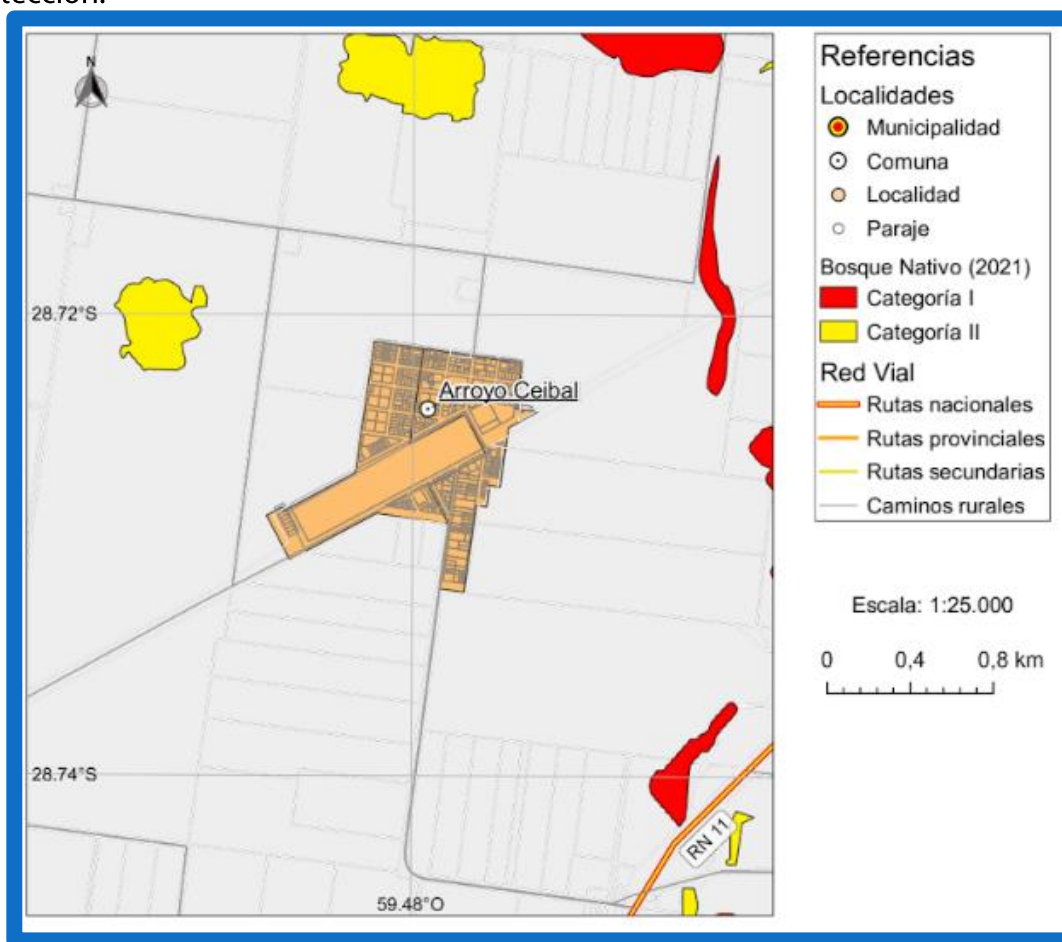 tección.
N
28.72°S
Arroyo Ceibal
28.74°S
RN 11
59.48°O
Referencias
Localidades
Municipalidad
Comuna
Localidad
Paraje
Bosque Nativo (2021)
Categoría I
Categoría II
Red Vial
Rutas nacionales
Rutas provinciales
Rutas secundarias
Caminos rurales
Escala: 1:25.000
0 0,4 0,8 km